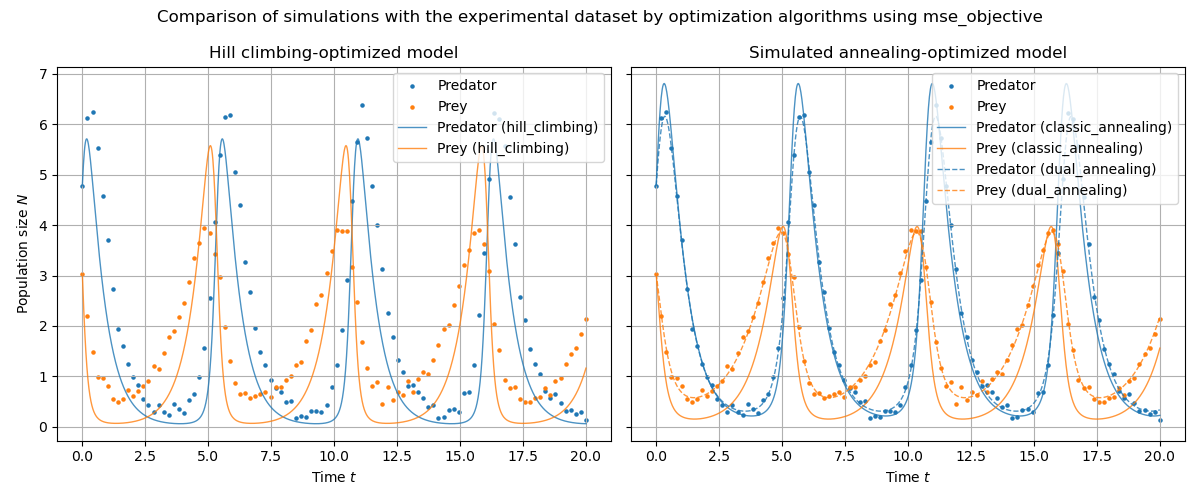 Comparison of simulations with the experimental dataset by optimization algorithms using mse_objective
Hill climbing-optimized model
Predator
Prey
Predator (hill_climbing)
Prey (hill_climbing)
7
6
5
4
3
2
1
0
Population size N
0.0 2.5 5.0 7.5 10.0 12.5 15.0 17.5 20.0
Time t
Simulated annealing-optimized model
Predator
Prey
Predator (classic_annealing)
Prey (classic_annealing)
Predator (dual_annealing)
Prey (dual_annealing)
0.0 2.5 5.0 7.5 10.0 12.5 15.0 17.5 20.0
Time t